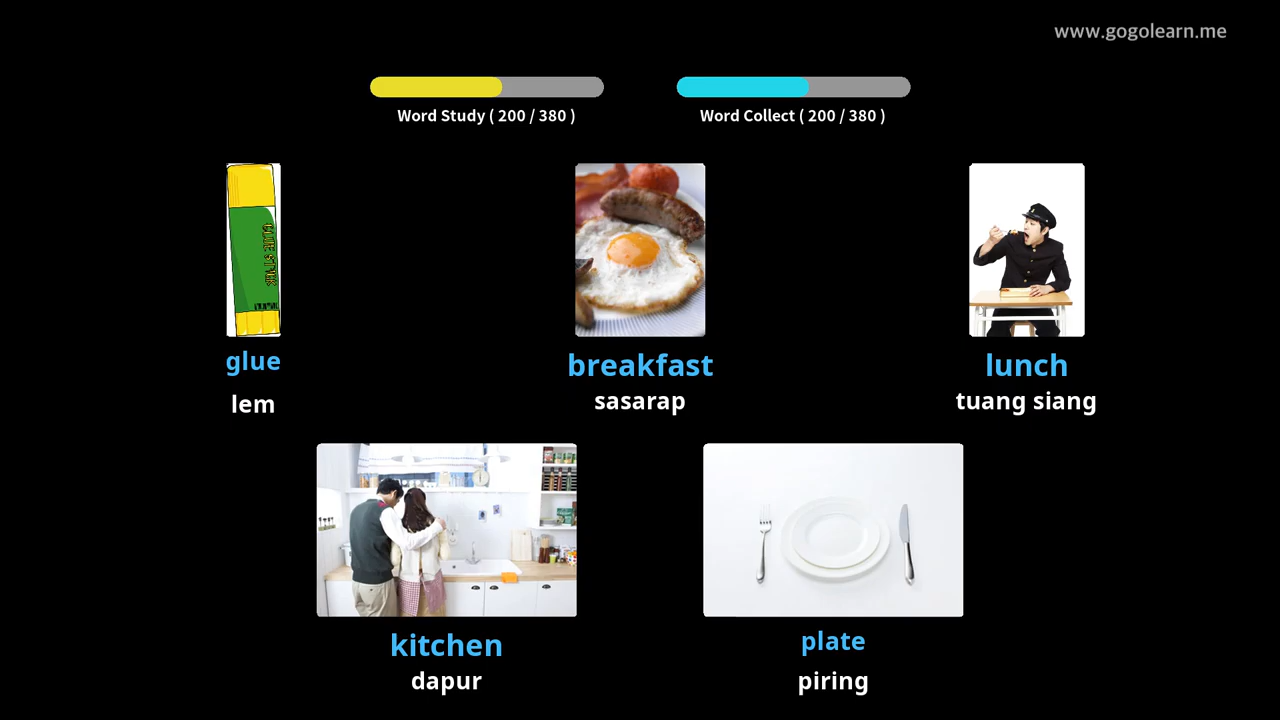 www.gogolearn.me
Word Study ( 200 / 380 )
Word Collect ( 200 / 380 )
glue
lem
breakfast
sasarap
lunch
tuang siang
kitchen
dapur
plate
piring